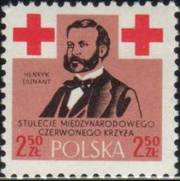 HENRYK
DUNANT
STULECIE MIĘDZYNARODOWEGO
CZERWONEGO KRZYŻA
2.50 ZŁ. POLSKA 2.50 ZŁ.